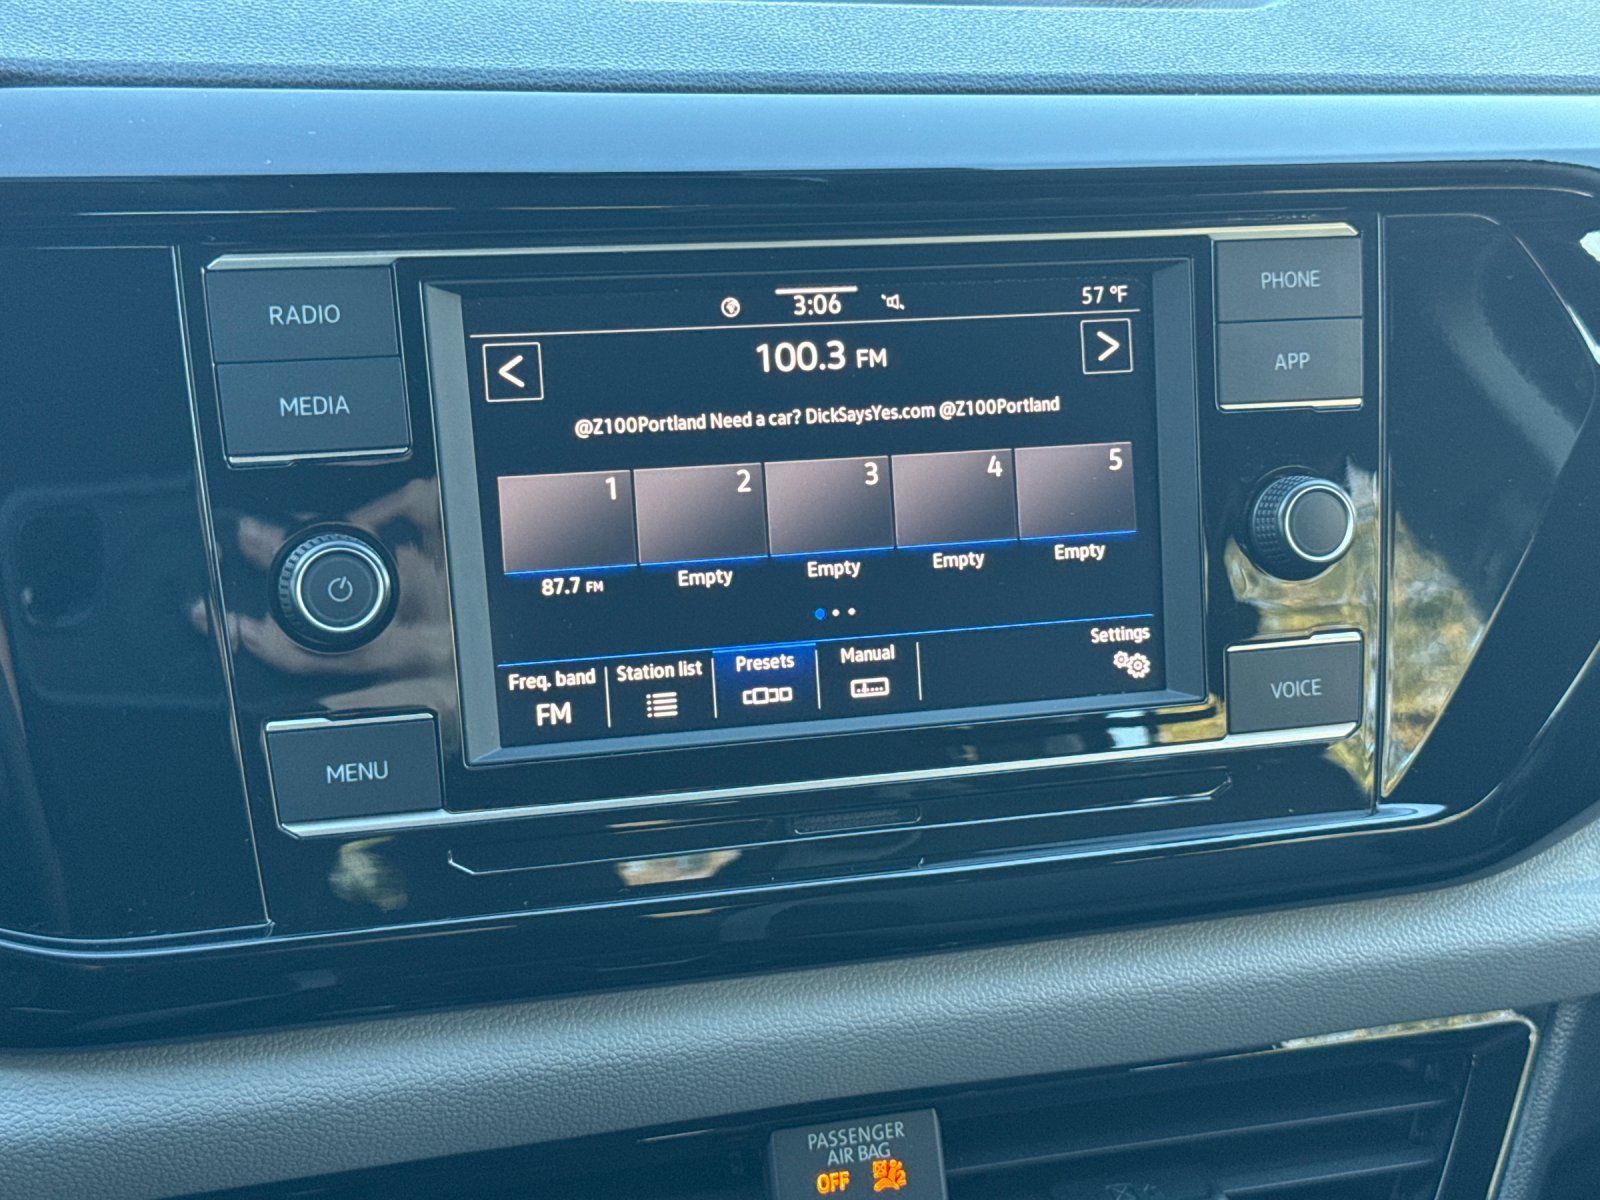 RADIO
MEDIA
MENU
3:06
57 °F
<
100.3 FM
>
@Z100Portland Need a car? DickSaysYes.com @Z100Portland
1
2
3
4
5
87.7 FM
Empty
Empty
Empty
Empty
Freq. band
FM
Station list
Presets
Manual
Settings
PHONE
APP
VOICE
PASSENGER
AIR BAG
OFF
2